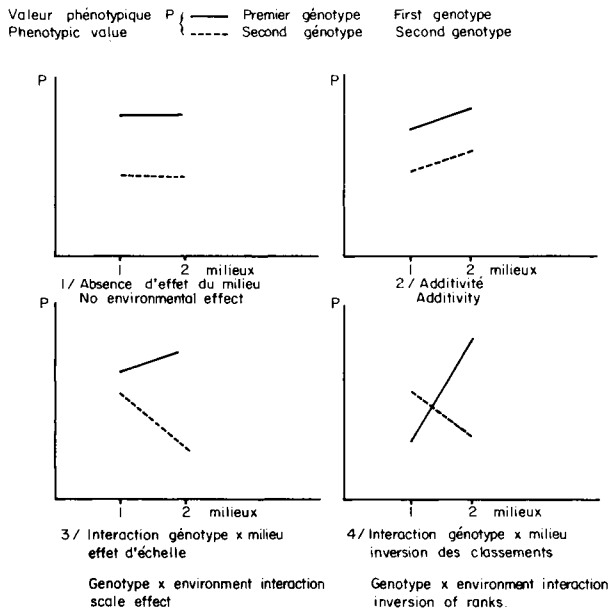 Valeur phénotypique P { Premier génotype First genotype
Phenotypic value Second génotype Second genotype
P
1 2 milieux
1/ Absence d'effet du milieu
No environmental effect
P
1 2 milieux
2/ Additivité
Additivity
P
1 2 milieux
3/ Interaction génotype x milieu
effet d'échelle
Genotype x environment interaction
scale effect
P
1 2 milieux
4/ Interaction génotype x milieu
inversion des classements
Genotype x environment interaction
inversion of ranks.